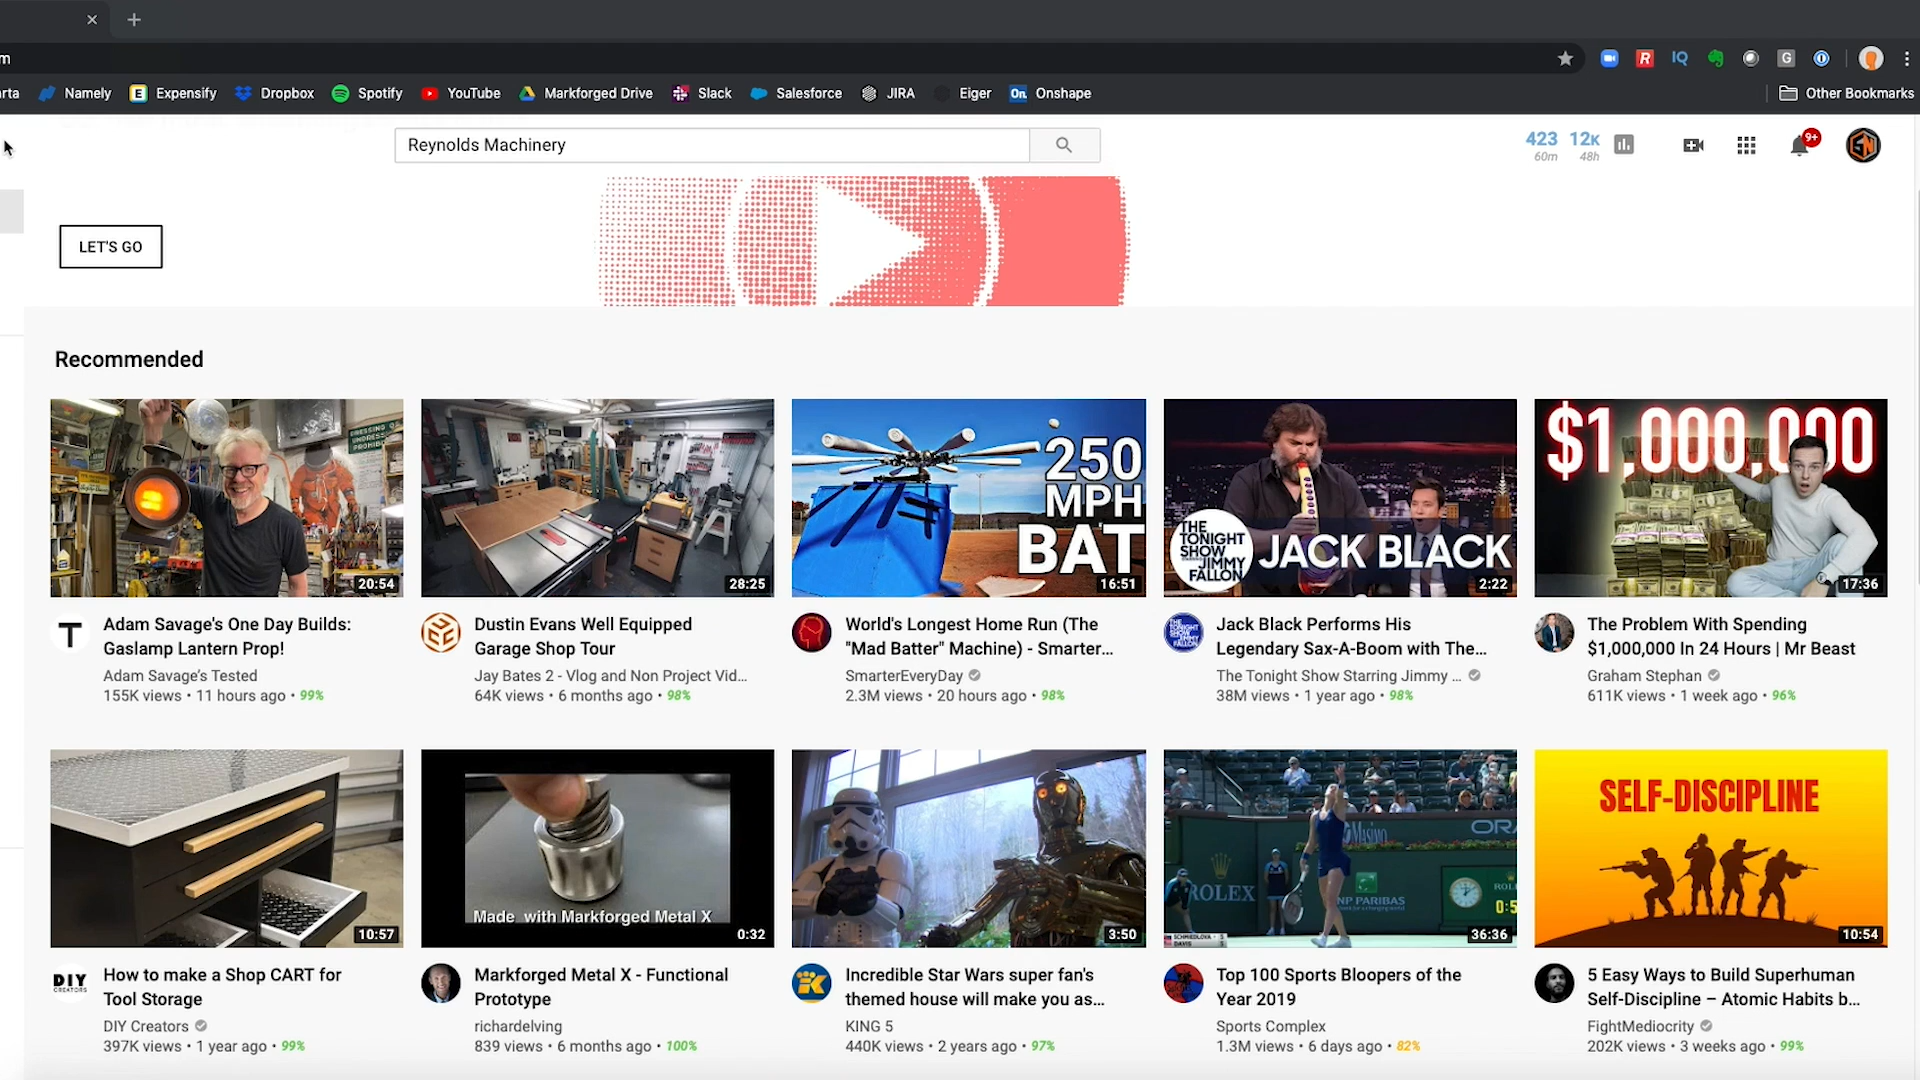 m
rta
Namely
Expensify
Dropbox
Spotify
YouTube
Markforged Drive
Slack
Salesforce
JIRA
Eiger
On
Onshape
Other Bookmarks
R
IQ
G
Reynolds Machinery
423 12K
60m 48h
9+
LET'S GO
Recommended
20:54
28:25
250
MPH
BAT
16:51
THE
TONIGHT
SHOW
JIMMY
FALLON
JACK BLACK
2:22
$1,000,000
17:36
T
Adam Savage's One Day Builds:
Gaslamp Lantern Prop!
Adam Savage's Tested
155K views • 11 hours ago • 99%
Dustin Evans Well Equipped
Garage Shop Tour
Jay Bates 2 - Vlog and Non Project Vid...
64K views • 6 months ago • 98%
World's Longest Home Run (The
"Mad Batter" Machine) - Smarter...
SmarterEveryDay
2.3M views • 20 hours ago • 98%
Jack Black Performs His
Legendary Sax-A-Boom with The...
The Tonight Show Starring Jimmy ...
38M views • 1 year ago • 98%
The Problem With Spending
$1,000,000 In 24 Hours | Mr Beast
Graham Stephan
611K views • 1 week ago • 96%
10:57
Made with Markforged Metal X
0:32
3:50
Masimo
ORA
ROLEX
BNP PARIBAS
ROL
0:5
SCHMIEDLOVA
DAVIS
36:36
SELF-DISCIPLINE
10:54
DIY
CREATORS
How to make a Shop CART for
Tool Storage
DIY Creators
397K views • 1 year ago • 99%
Markforged Metal X - Functional
Prototype
richardelving
839 views • 6 months ago • 100%
K
Incredible Star Wars super fan's
themed house will make you as...
KING 5
440K views • 2 years ago • 97%
Top 100 Sports Bloopers of the
Year 2019
Sports Complex
1.3M views • 6 days ago • 82%
5 Easy Ways to Build Superhuman
Self-Discipline – Atomic Habits b...
FightMediocrity
202K views • 3 weeks ago • 99%